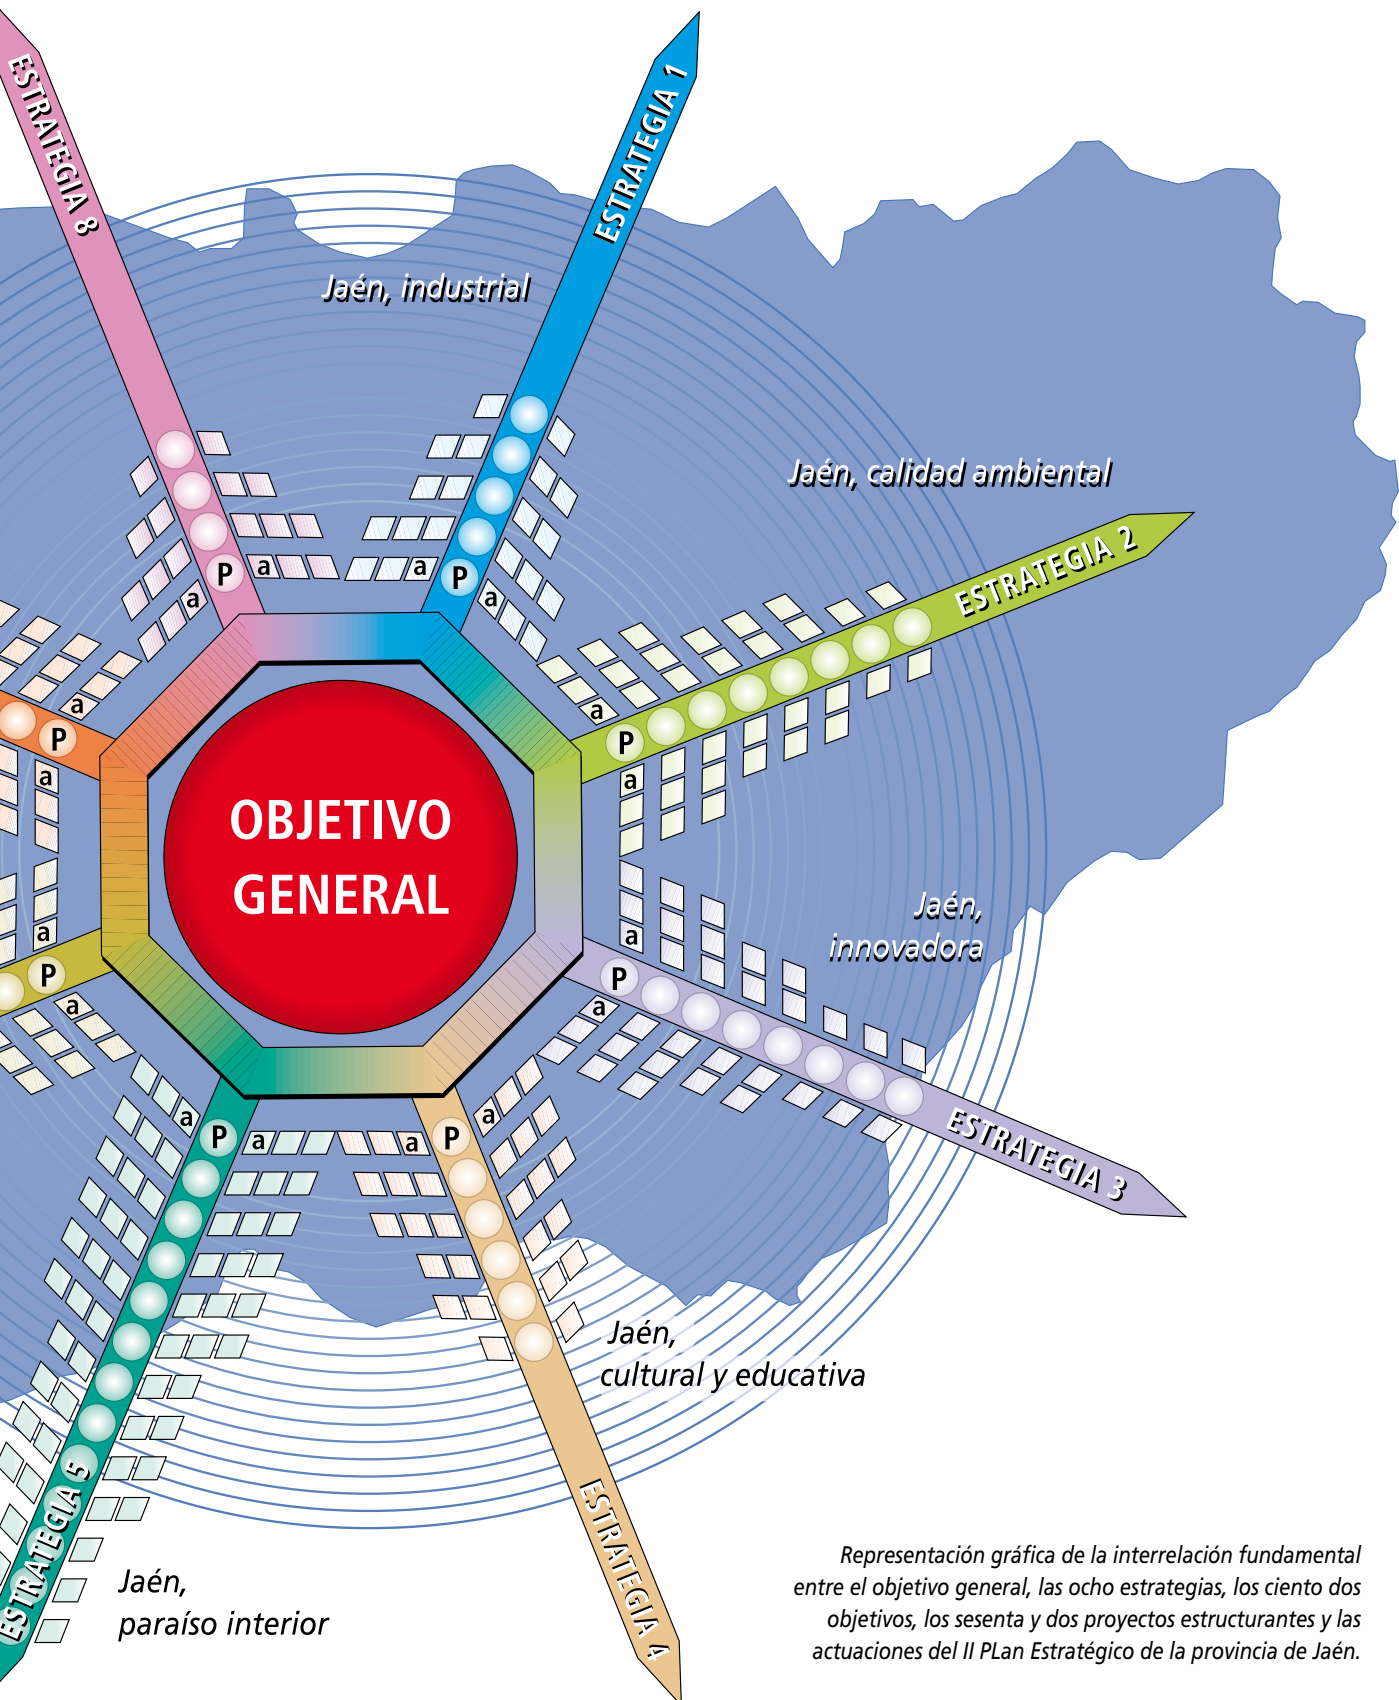 ESTRATEGIA 8
ESTRATEGIA 1
Jaén, industrial
Jaén, calidad ambiental
ESTRATEGIA 2
P
a
a
P
a
a
a
P
a
P
a
a
P
a
OBJETIVO
GENERAL
Jaén,
innovadora
a
P
a
a
P
a
ESTRATEGIA 3
a
P
a
a
P
a
Jaén,
cultural y educativa
ESTRATEGIA 5
ESTRATEGIA 4
Jaén,
paraíso interior
Representación gráfica de la interrelación fundamental
entre el objetivo general, las ocho estrategias, los ciento dos
objetivos, los sesenta y dos proyectos estructurantes y las
actuaciones del II PLan Estratégico de la provincia de Jaén.